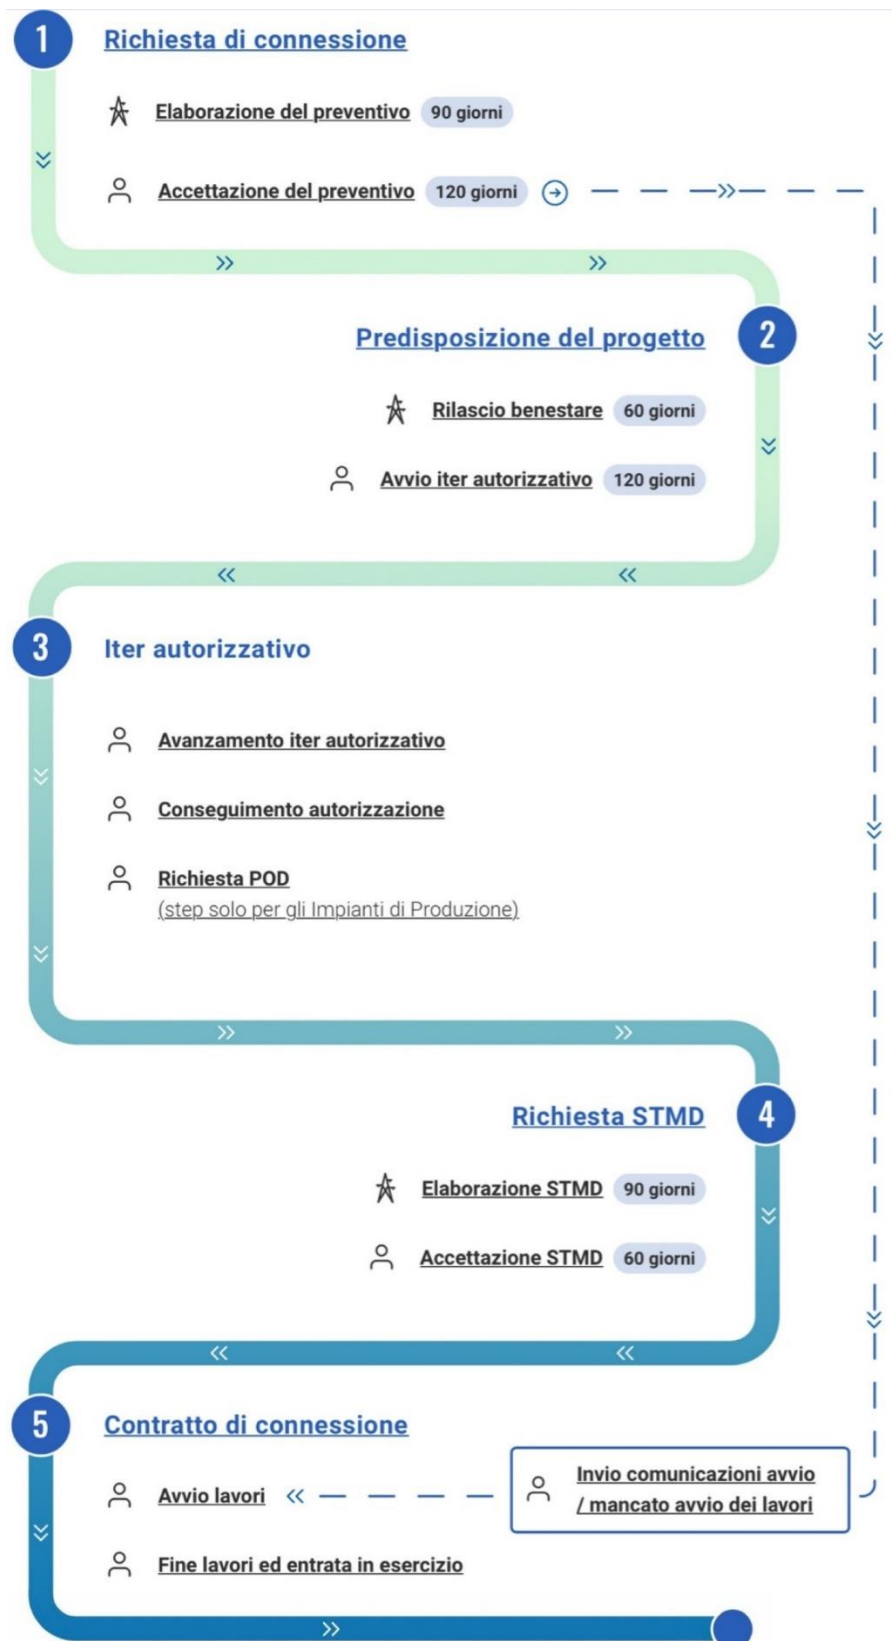 1
Richiesta di connessione
Elaborazione del preventivo 90 giorni
Accettazione del preventivo 120 giorni
Predisposizione del progetto 2
Rilascio benestare 60 giorni
Avvio iter autorizzativo 120 giorni
3
Iter autorizzativo
Avanzamento iter autorizzativo
Conseguimento autorizzazione
Richiesta POD
(step solo per gli Impianti di Produzione)
Richiesta STMD 4
Elaborazione STMD 90 giorni
Accettazione STMD 60 giorni
5
Contratto di connessione
Avvio lavori
Invio comunicazioni avvio
/ mancato avvio dei lavori
Fine lavori ed entrata in esercizio